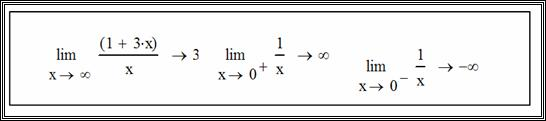 lim x→ ∞ (1 + 3·x)/x → 3   lim x→ 0⁺ 1/x → ∞   lim x→ 0⁻ 1/x → −∞